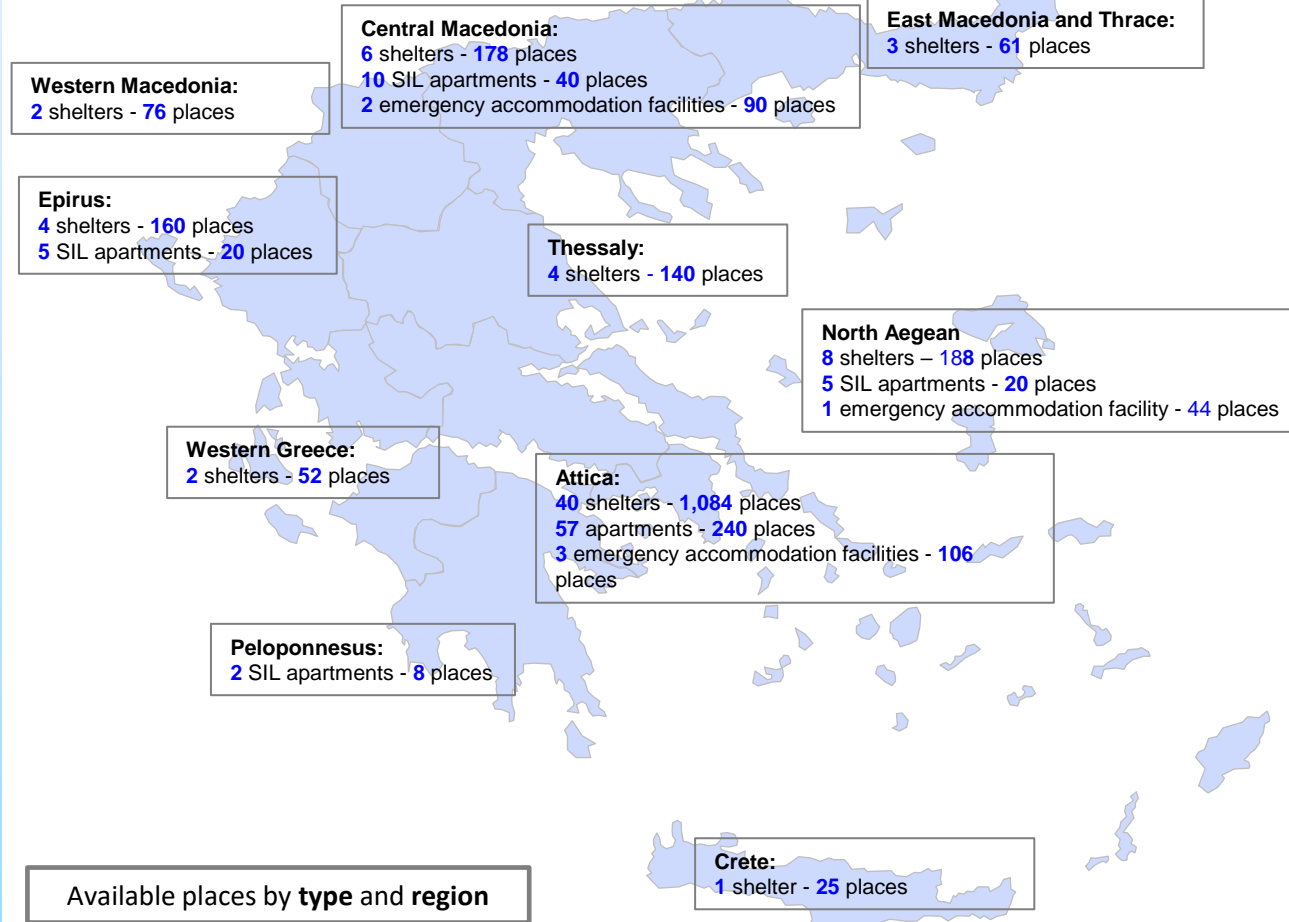 Central Macedonia:
6 shelters - 178 places
10 SIL apartments - 40 places
2 emergency accommodation facilities - 90 places
East Macedonia and Thrace:
3 shelters - 61 places
Western Macedonia:
2 shelters - 76 places
Epirus:
4 shelters - 160 places
5 SIL apartments - 20 places
Thessaly:
4 shelters - 140 places
North Aegean
8 shelters – 188 places
5 SIL apartments - 20 places
1 emergency accommodation facility - 44 places
Western Greece:
2 shelters - 52 places
Attica:
40 shelters - 1,084 places
57 apartments - 240 places
3 emergency accommodation facilities - 106
places
Peloponnesus:
2 SIL apartments - 8 places
Crete:
1 shelter - 25 places
Available places by type and region